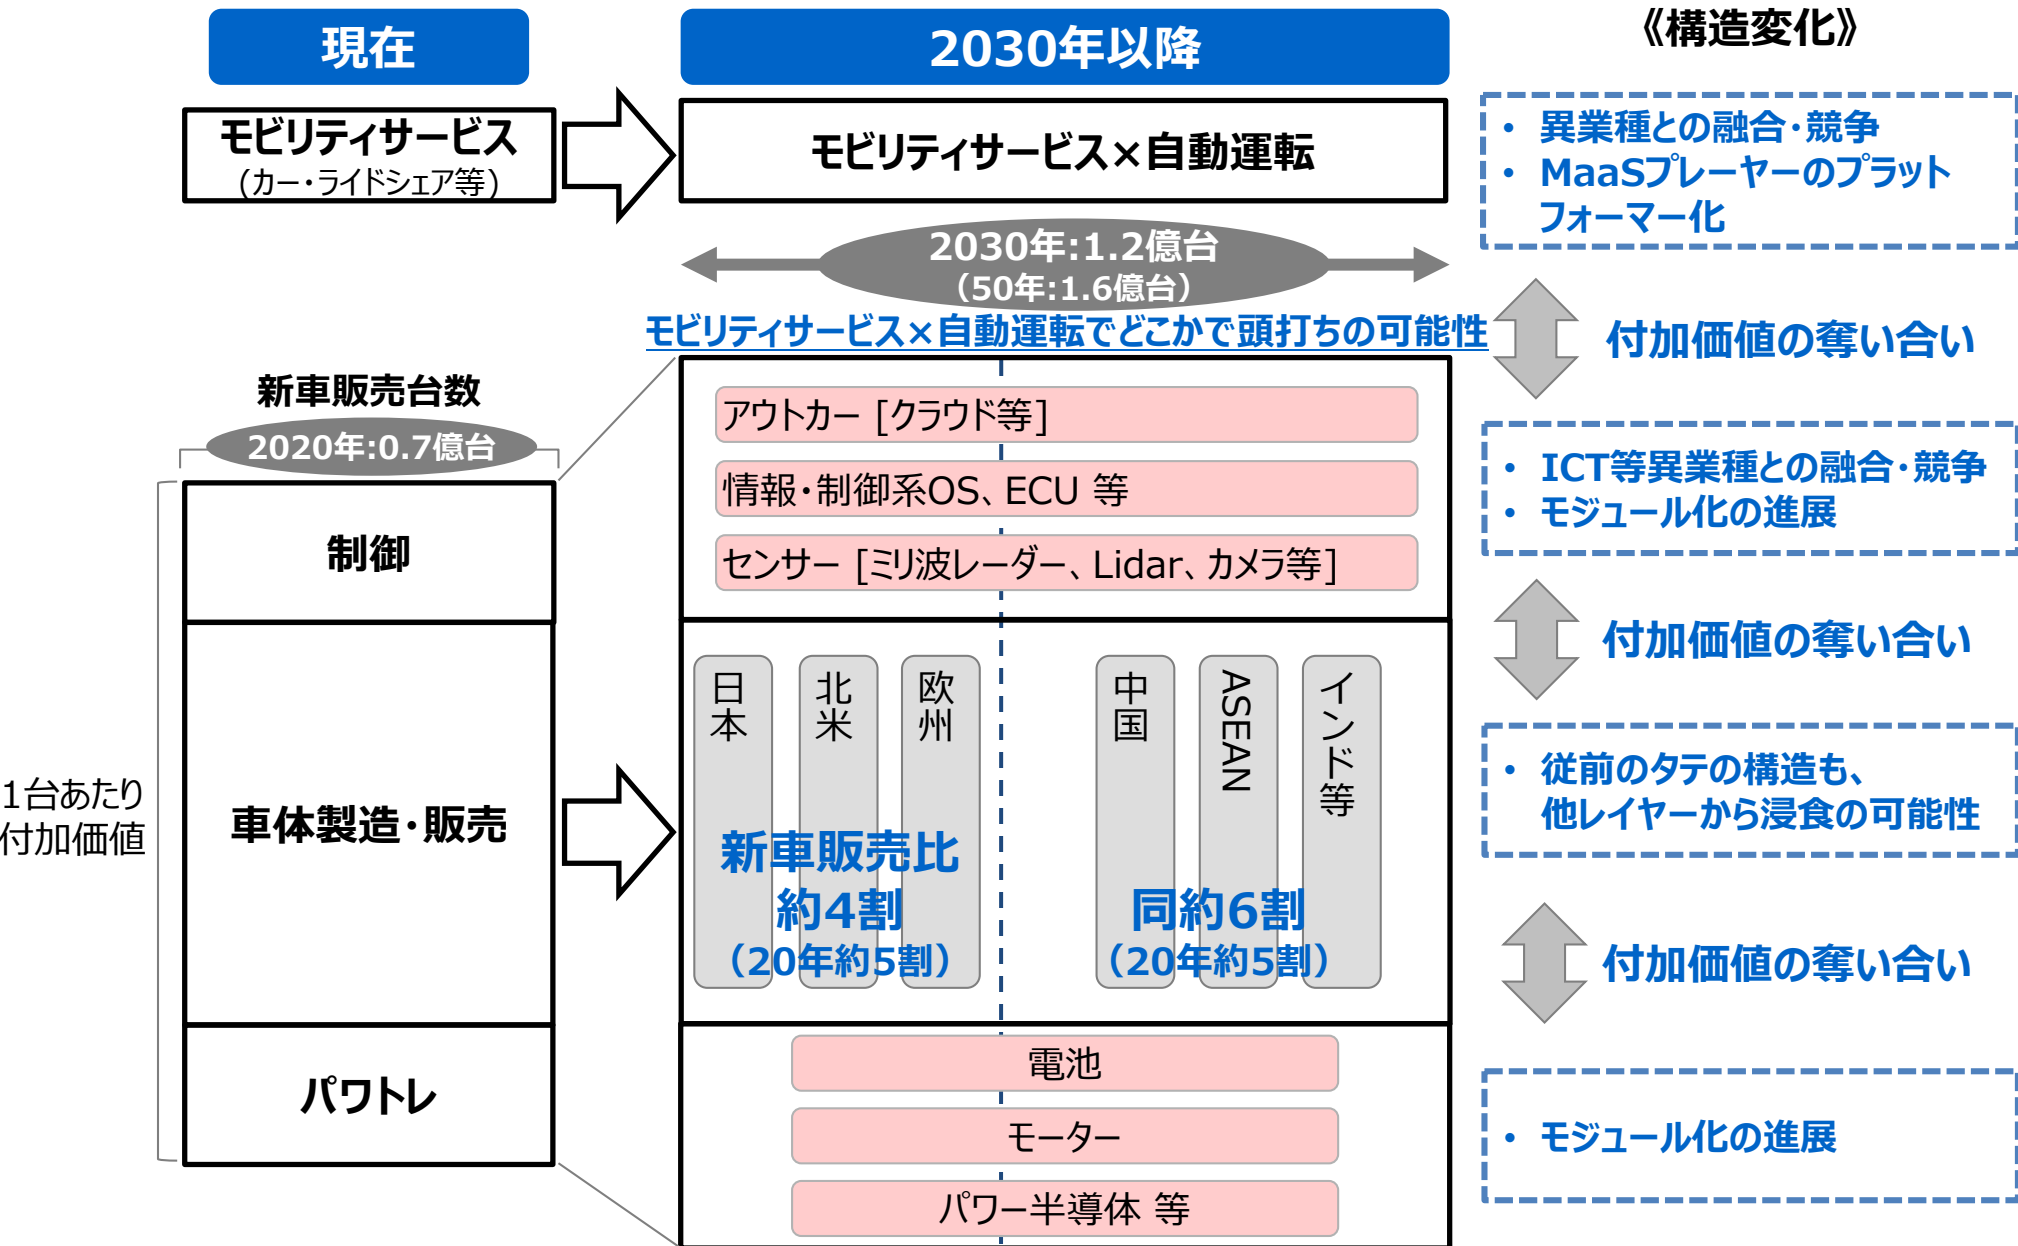 現在
2030年以降
《構造変化》
モビリティサービス
(カー・ライドシェア等)
モビリティサービス×自動運転
• 異業種との融合・競争
• MaaSプレーヤーのプラット
フォーマー化
2030年:1.2億台
（50年:1.6億台）
モビリティサービス×自動運転でどこかで頭打ちの可能性
付加価値の奪い合い
新車販売台数
2020年:0.7億台
アウトカー [クラウド等]
情報・制御系OS、ECU 等
センサー [ミリ波レーダー、Lidar、カメラ等]
• ICT等異業種との融合・競争
• モジュール化の進展
制御
付加価値の奪い合い
1台あたり
付加価値
車体製造・販売
日本
北米
欧州
中国
ASEAN
インド等
新車販売比
約4割
（20年約5割）
同約6割
（20年約5割）
• 従前のタテの構造も、
他レイヤーから浸食の可能性
付加価値の奪い合い
パワトレ
電池
モーター
パワー半導体 等
• モジュール化の進展